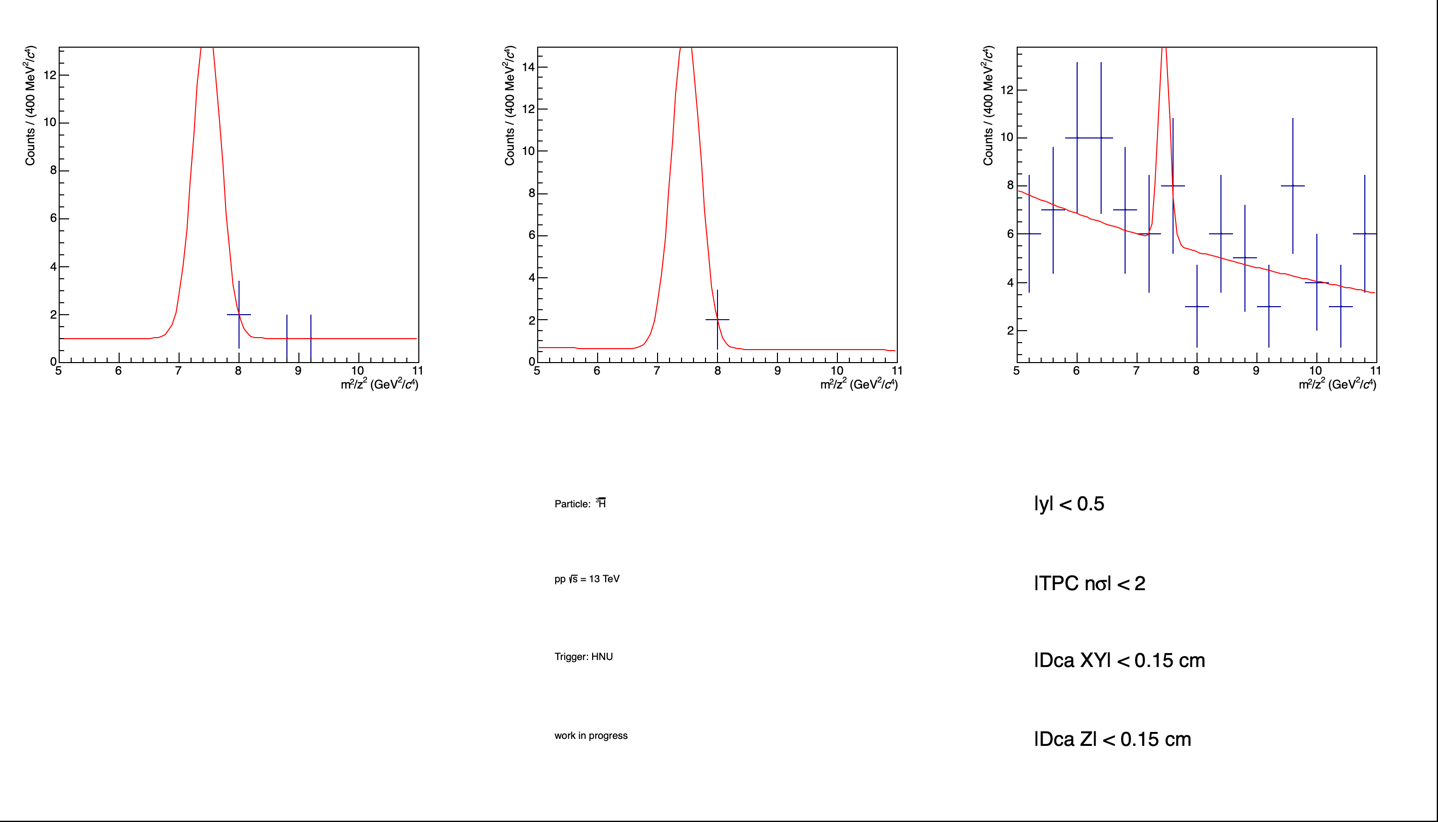 Counts / (400 MeV²/c⁴)
12
10
8
6
4
2
0
5 6 7 8 9 10 11
m²/z² (GeV²/c⁴)
Counts / (400 MeV²/c⁴)
14
12
10
8
6
4
2
0
5 6 7 8 9 10 11
m²/z² (GeV²/c⁴)
Counts / (400 MeV²/c⁴)
12
10
8
6
4
2
5 6 7 8 9 10 11
m²/z² (GeV²/c⁴)
Particle: ³H̅
pp √s = 13 TeV
Trigger: HNU
work in progress
|y| < 0.5
|TPC nσ| < 2
|Dca XY| < 0.15 cm
|Dca Z| < 0.15 cm